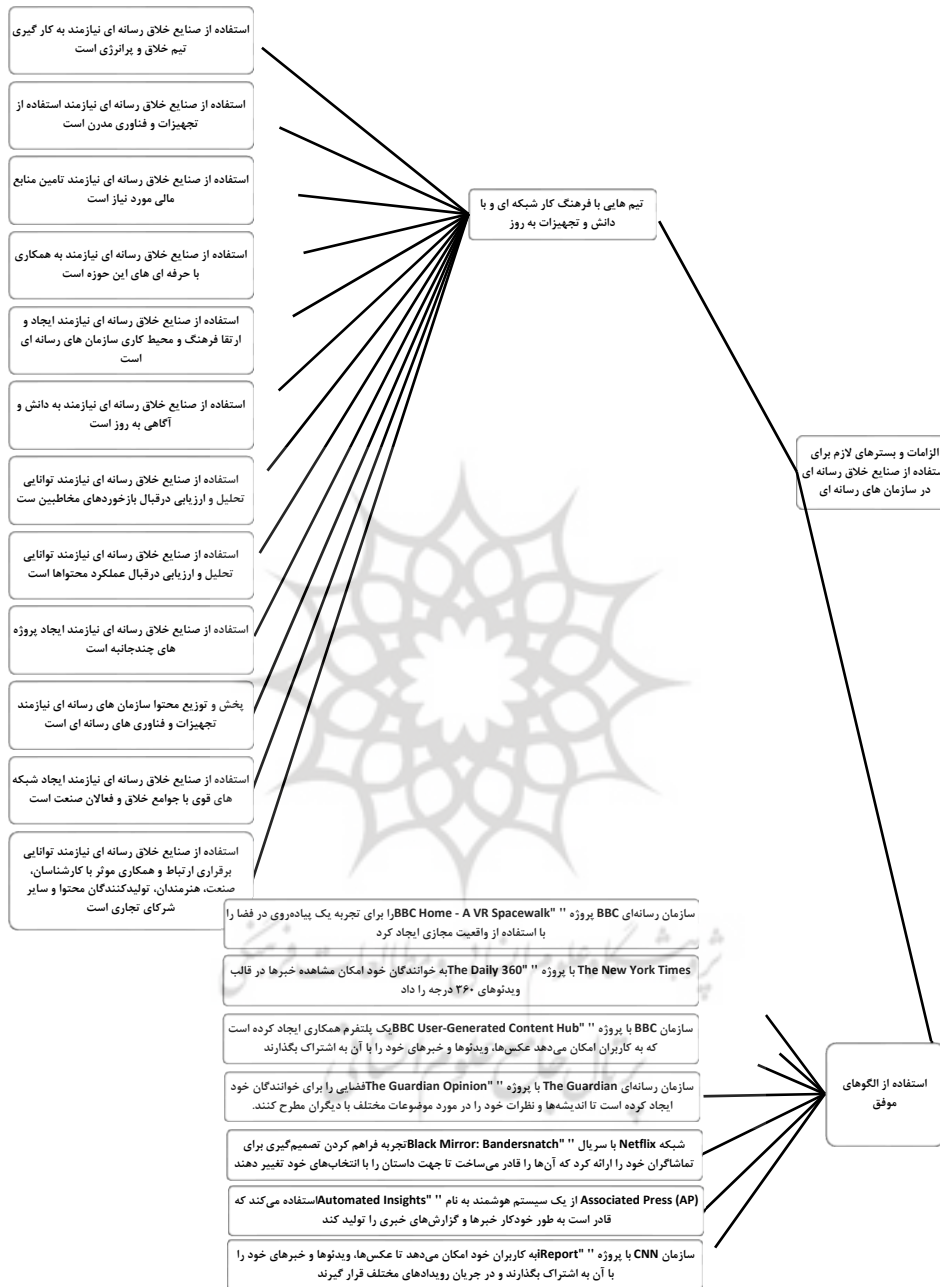 استفاده از صنایع خلاق رسانه ای نیازمند به کار گیری
تیم خلاق و پرانرژی است
استفاده از صنایع خلاق رسانه ای نیازمند استفاده از
تجهیزات و فناوری مدرن است
استفاده از صنایع خلاق رسانه ای نیازمند تامین منابع
مالی مورد نیاز است
استفاده از صنایع خلاق رسانه ای نیازمند به همکاری
با حرفه ای های این حوزه است
استفاده از صنایع خلاق رسانه ای نیازمند ایجاد و
ارتقا فرهنگ و محیط کاری سازمان های رسانه ای
است
استفاده از صنایع خلاق رسانه ای نیازمند به دانش و
آگاهی به روز است
استفاده از صنایع خلاق رسانه ای نیازمند توانایی
تحلیل و ارزیابی درقبال بازخوردهای مخاطبین ست
استفاده از صنایع خلاق رسانه ای نیازمند توانایی
تحلیل و ارزیابی درقبال عملکرد محتواها است
استفاده از صنایع خلاق رسانه ای نیازمند ایجاد پروژه
های چندجانبه است
پخش و توزیع محتوا سازمان های رسانه ای نیازمند
تجهیزات و فناوری های رسانه ای است
استفاده از صنایع خلاق رسانه ای نیازمند ایجاد شبکه
های قوی با جوامع خلاق و فعالان صنعت است
استفاده از صنایع خلاق رسانه ای نیازمند توانایی
برقراری ارتباط و همکاری موثر با کارشناسان،
صنعت، هنرمندان، تولیدکنندگان محتوا و سایر
شرکای تجاری است
تیم هایی با فرهنگ کار شبکه ای و با
دانش و تجهیزات به روز
الزامات و بسترهای لازم برای
ستفاده از صنایع خلاق رسانه ای
در سازمان های رسانه ای
سازمان رسانه‌ای BBC پروژه '' "BBC Home - A VR Spacewalkرا برای تجربه یک پیاده‌روی در فضا را
با استفاده از واقعیت مجازی ایجاد کرد
The New York Times با پروژه '' "The Daily 360به خوانندگان خود امکان مشاهده خبرها در قالب
ویدئوهای ۳۶۰ درجه را داد
سازمان BBC با پروژه '' "BBC User-Generated Content Hubیک پلتفرم همکاری ایجاد کرده است
که به کاربران امکان می‌دهد عکس‌ها، ویدئوها و خبرهای خود را با آن به اشتراک بگذارند
سازمان رسانه‌ای The Guardian با پروژه '' "The Guardian Opinionفضایی را برای خوانندگان خود
ایجاد کرده است تا اندیشه‌ها و نظرات خود را در مورد موضوعات مختلف با دیگران مطرح کنند.
شبکه Netflix با سریال '' "Black Mirror: Bandersnatchتجربه فراهم کردن تصمیم‌گیری برای
تماشاگران خود را ارائه کرد که آن‌ها را قادر می‌ساخت تا جهت داستان را با انتخاب‌های خود تغییر دهند
Associated Press (AP) از یک سیستم هوشمند به نام '' "Automated Insightsاستفاده می‌کند که
قادر است به طور خودکار خبرها و گزارش‌های خبری را تولید کند
سازمان CNN با پروژه '' "iReportبه کاربران خود امکان می‌دهد تا عکس‌ها، ویدئوها و خبرهای خود را
با آن به اشتراک بگذارند و در جریان رویدادهای مختلف قرار گیرند
استفاده از الگوهای
موفق
پژوهشگاه علوم انسانی و مطالعات فرهنگی
پرتال جامع علوم انسانی